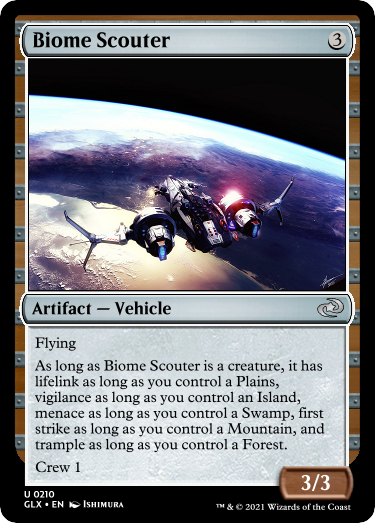 Biome Scouter 3
Artifact — Vehicle
Flying
As long as Biome Scouter is a creature, it has
lifelink as long as you control a Plains,
vigilance as long as you control an Island,
menace as long as you control a Swamp, first
strike as long as you control a Mountain, and
trample as long as you control a Forest.
Crew 1
3/3
U 0210
GLX • EN Ishimura
™ & © 2021 Wizards of the Coast